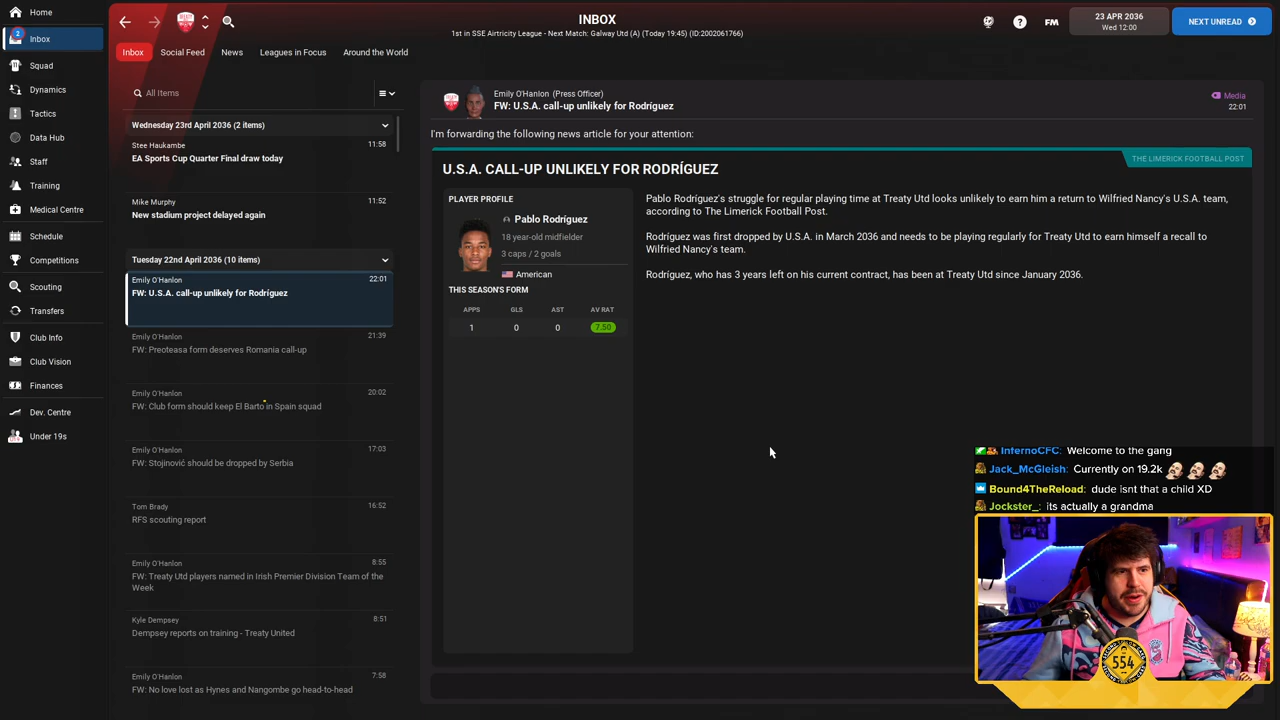 Home
2
Inbox
Squad
Dynamics
Tactics
Data Hub
Staff
Training
Medical Centre
Schedule
Competitions
Scouting
Transfers
Club Info
Club Vision
Finances
Dev. Centre
Under 19s
INBOX
1st in SSE Airtricity League - Next Match: Galway Utd (A) (Today 19:45) (ID:2002061766)
?
FM
23 APR 2036
Wed 12:00
NEXT UNREAD
Inbox
Social Feed
News
Leagues in Focus
Around the World
All Items
Wednesday 23rd April 2036 (2 items)
Stee Haukambe
11:58
EA Sports Cup Quarter Final draw today
Mike Murphy
11:52
New stadium project delayed again
Tuesday 22nd April 2036 (10 items)
Emily O'Hanlon
22:01
FW: U.S.A. call-up unlikely for Rodríguez
Emily O'Hanlon
21:39
FW: Preoteasa form deserves Romania call-up
Emily O'Hanlon
20:02
FW: Club form should keep El Barto in Spain squad
Emily O'Hanlon
17:03
FW: Stojinović should be dropped by Serbia
Tom Brady
16:52
RFS scouting report
Emily O'Hanlon
8:55
FW: Treaty Utd players named in Irish Premier Division Team of the
Week
Kyle Dempsey
8:51
Dempsey reports on training - Treaty United
Emily O'Hanlon
7:58
FW: No love lost as Hynes and Nangombe go head-to-head
Emily O'Hanlon (Press Officer)
FW: U.S.A. call-up unlikely for Rodríguez
Media
22:01
I'm forwarding the following news article for your attention:
THE LIMERICK FOOTBALL POST
U.S.A. CALL-UP UNLIKELY FOR RODRÍGUEZ
PLAYER PROFILE
Pablo Rodríguez
18 year-old midfielder
3 caps / 2 goals
American
THIS SEASON'S FORM
APPS GLS AST AV RAT
1 0 0 7.50
Pablo Rodríguez's struggle for regular playing time at Treaty Utd looks unlikely to earn him a return to Wilfried Nancy's U.S.A. team,
according to The Limerick Football Post.
Rodríguez was first dropped by U.S.A. in March 2036 and needs to be playing regularly for Treaty Utd to earn himself a recall to
Wilfried Nancy's team.
Rodríguez, who has 3 years left on his current contract, has been at Treaty Utd since January 2036.
InfernoCFC: Welcome to the gang
Jack_McGleish: Currently on 19.2k
Bound4TheReload: dude isnt that a child XD
Jockster_: its actually a grandma
554